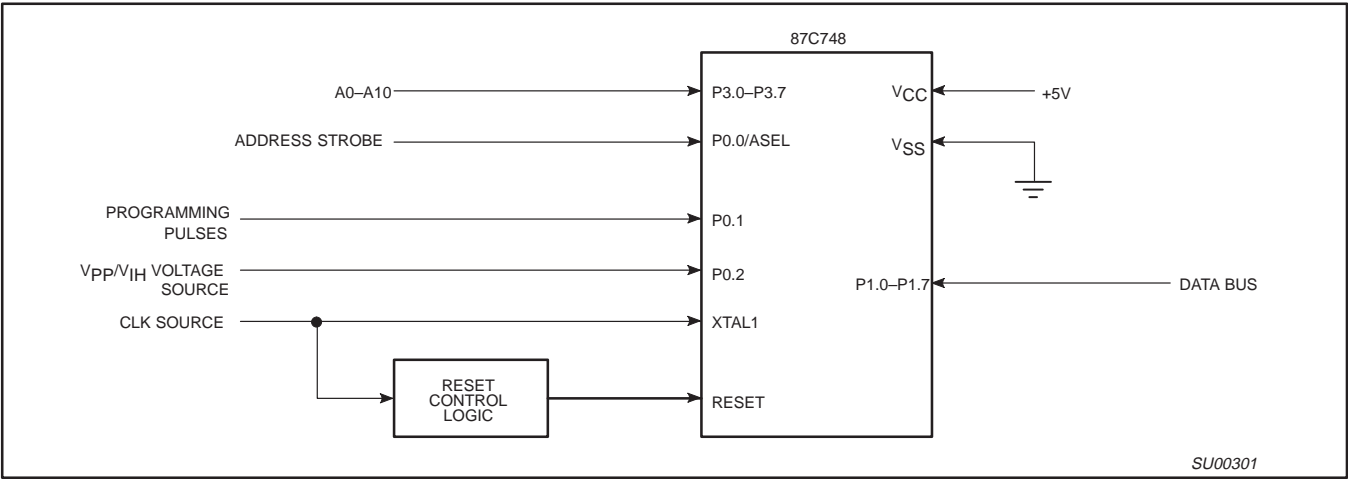 87C748
A0–A10
P3.0–P3.7
VCC
+5V
ADDRESS STROBE
P0.0/ASEL
VSS
PROGRAMMING
PULSES
P0.1
VPP/VIH VOLTAGE
SOURCE
P0.2
P1.0–P1.7
DATA BUS
CLK SOURCE
XTAL1
RESET
CONTROL
LOGIC
RESET
SU00301